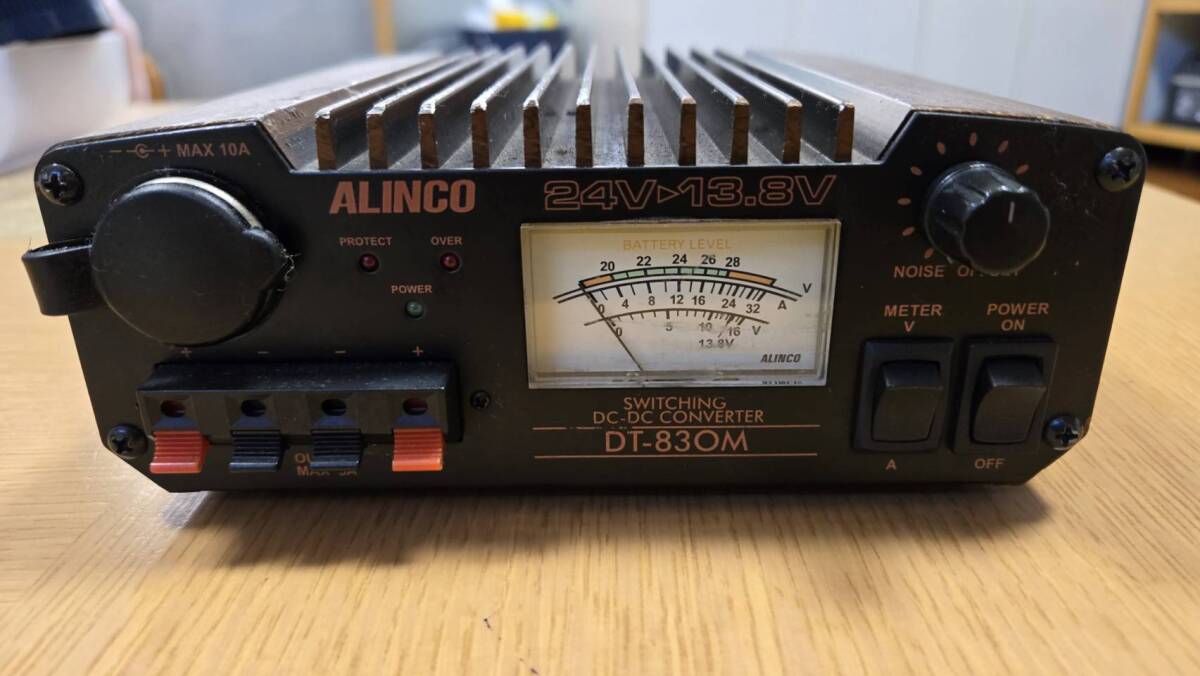 MAX 10A
ALINCO
24V▷13.8V
PROTECT OVER
POWER
BATTERY LEVEL
20 22 24 26 28
V
0 4 8 12 16 24 32 A
0 5 10 16 V
13.8V
ALINCO
NOISE
METER
V
POWER
ON
A
OFF
+ − − +
SWITCHING
DC-DC CONVERTER
DT-830M